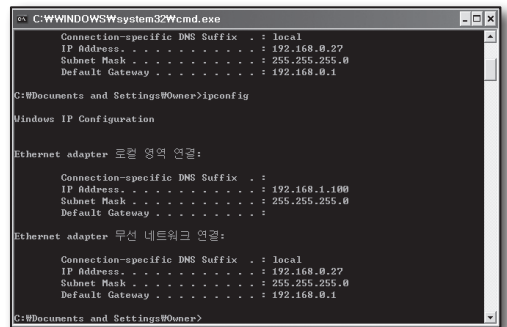 C:₩WINDOWS₩system32₩cmd.exe
Connection-specific DNS Suffix . : local
IP Address. . . . . . . . . . . . : 192.168.0.27
Subnet Mask . . . . . . . . . . . : 255.255.255.0
Default Gateway . . . . . . . . . : 192.168.0.1
C:₩Documents and Settings₩Owner>ipconfig
Windows IP Configuration
Ethernet adapter 로컬 영역 연결:
Connection-specific DNS Suffix . :
IP Address. . . . . . . . . . . . : 192.168.1.100
Subnet Mask . . . . . . . . . . . : 255.255.255.0
Default Gateway . . . . . . . . . :
Ethernet adapter 무선 네트워크 연결:
Connection-specific DNS Suffix . : local
IP Address. . . . . . . . . . . . : 192.168.0.27
Subnet Mask . . . . . . . . . . . : 255.255.255.0
Default Gateway . . . . . . . . . : 192.168.0.1
C:₩Documents and Settings₩Owner>